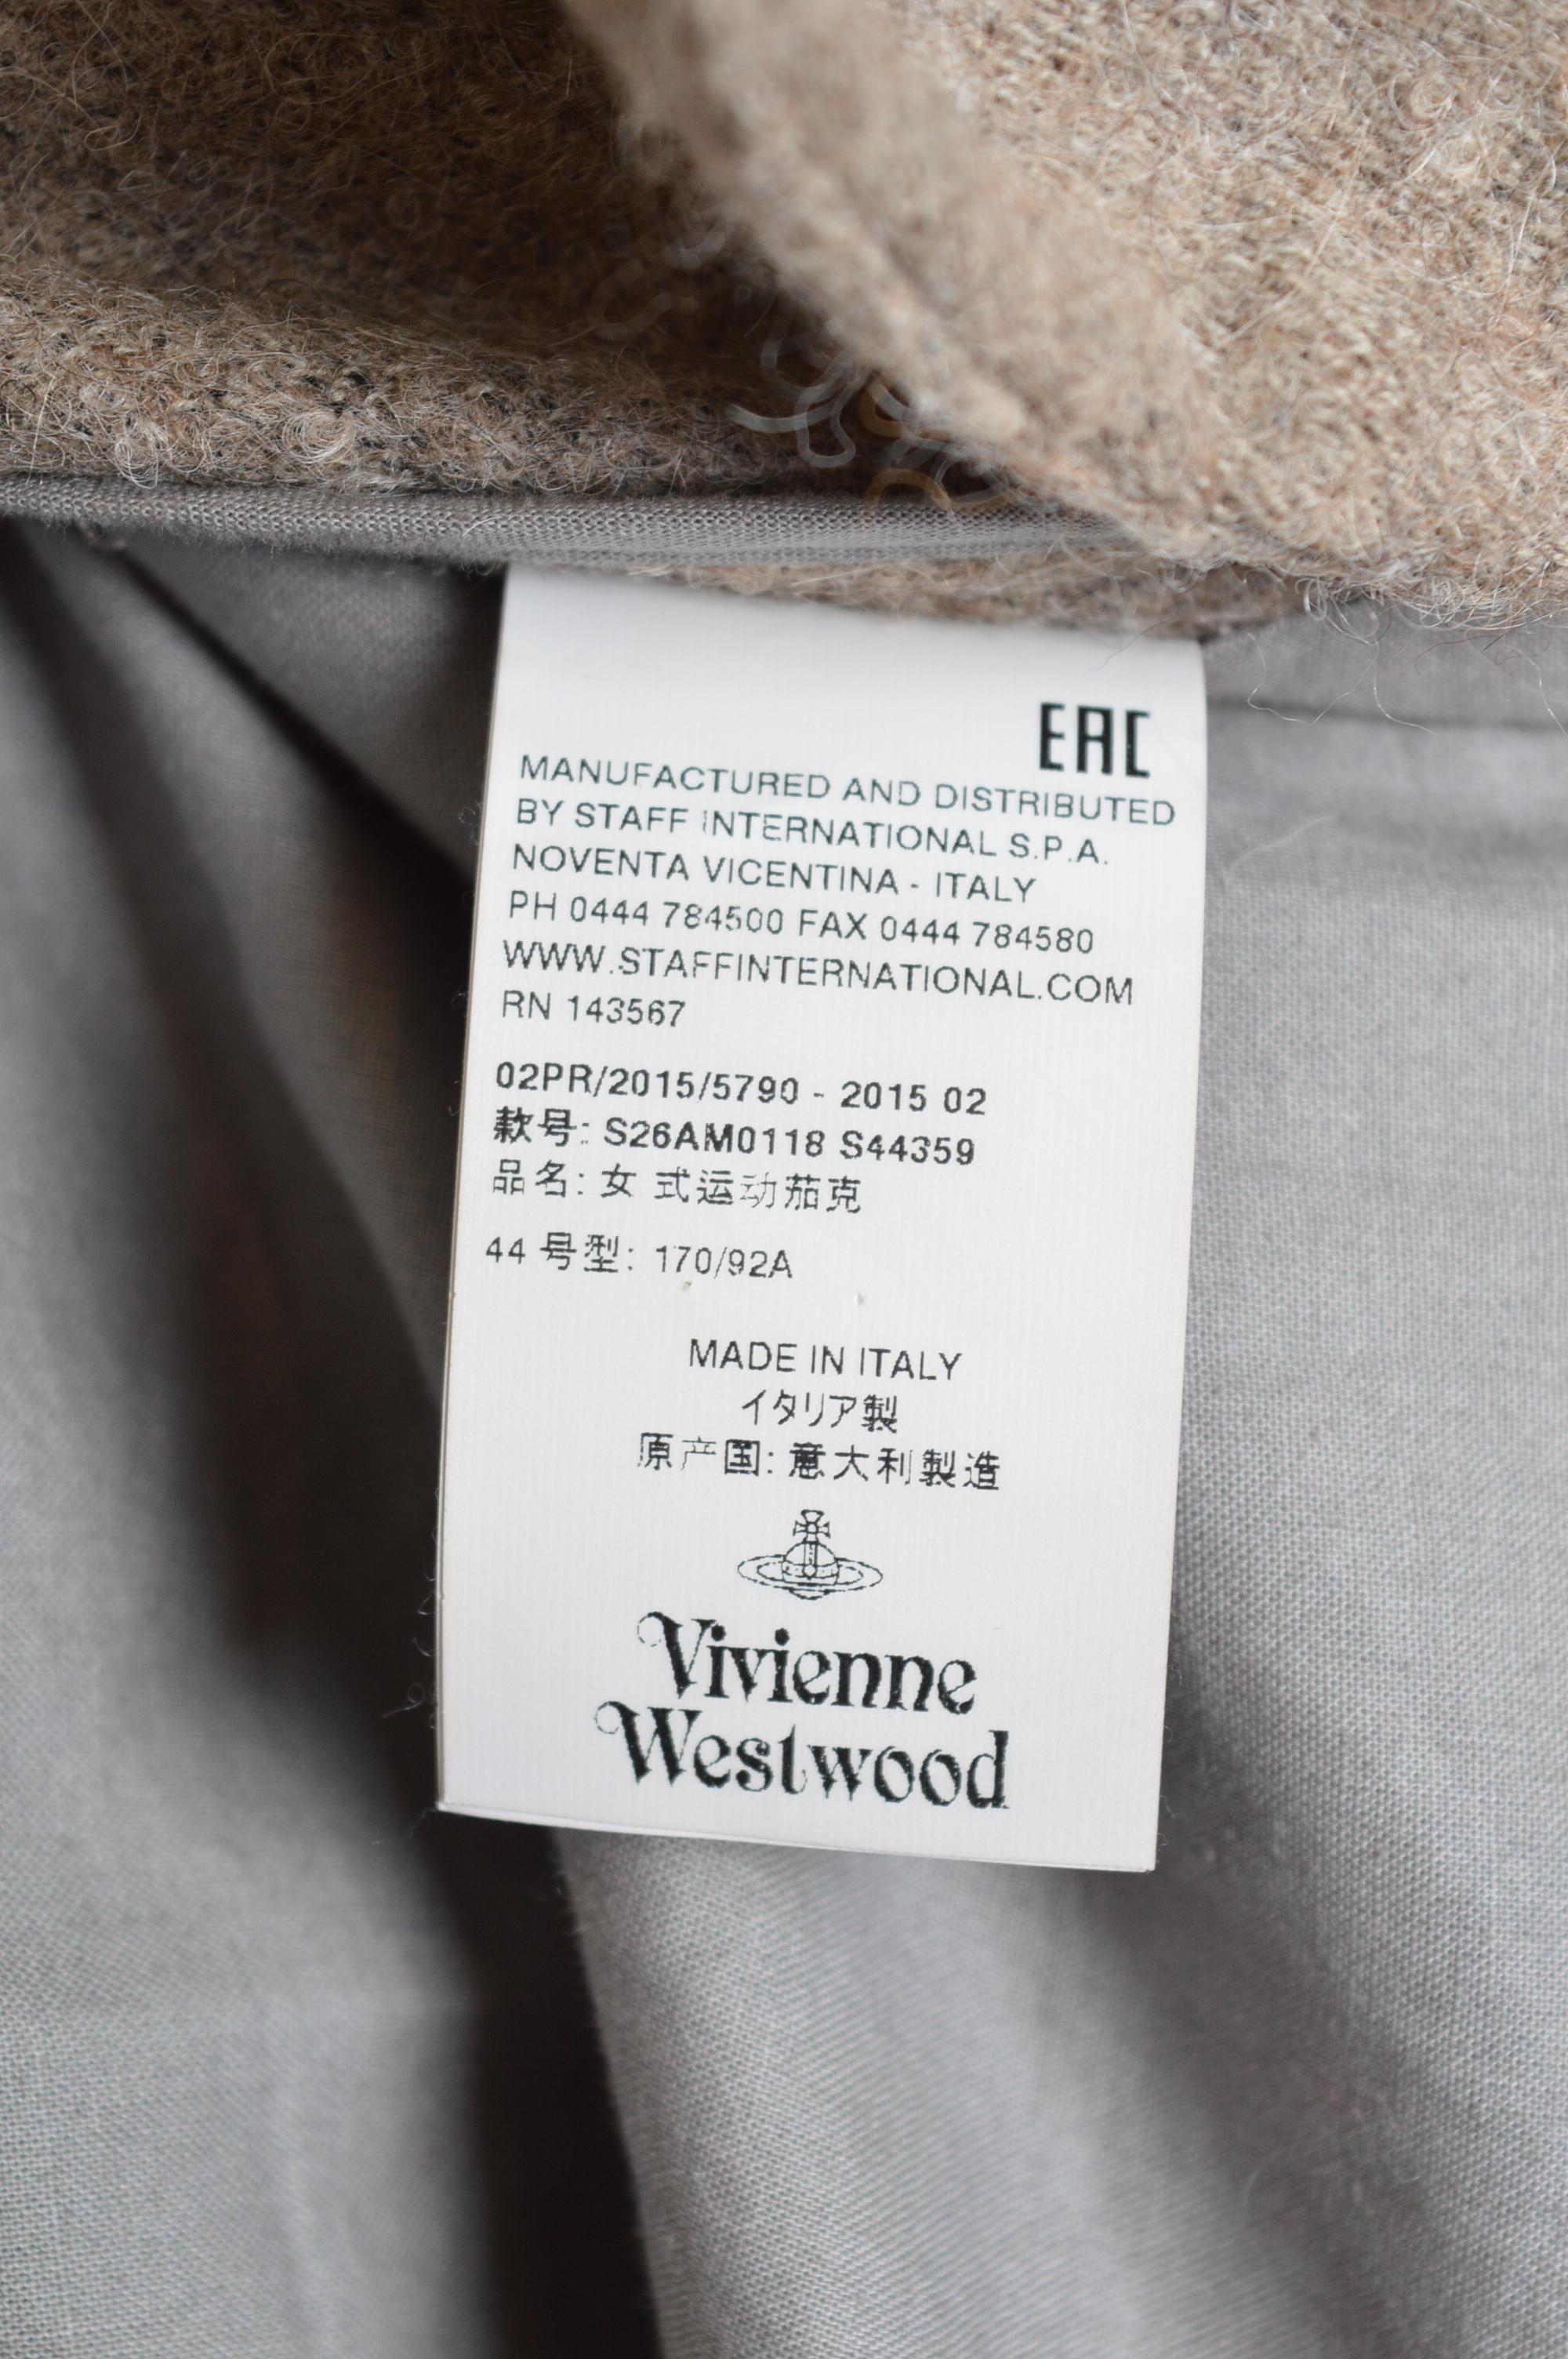 EAC
MANUFACTURED AND DISTRIBUTED
BY STAFF INTERNATIONAL S.P.A.
NOVENTA VICENTINA - ITALY
PH 0444 784500 FAX 0444 784580
WWW.STAFFINTERNATIONAL.COM
RN 143567
02PR/2015/5790 - 2015 02
款号: S26AM0118 S44359
品名: 女 式运动茄克
44 号型: 170/92A
MADE IN ITALY
イタリア製
原产国: 意大利製造
Vivienne
Westwood